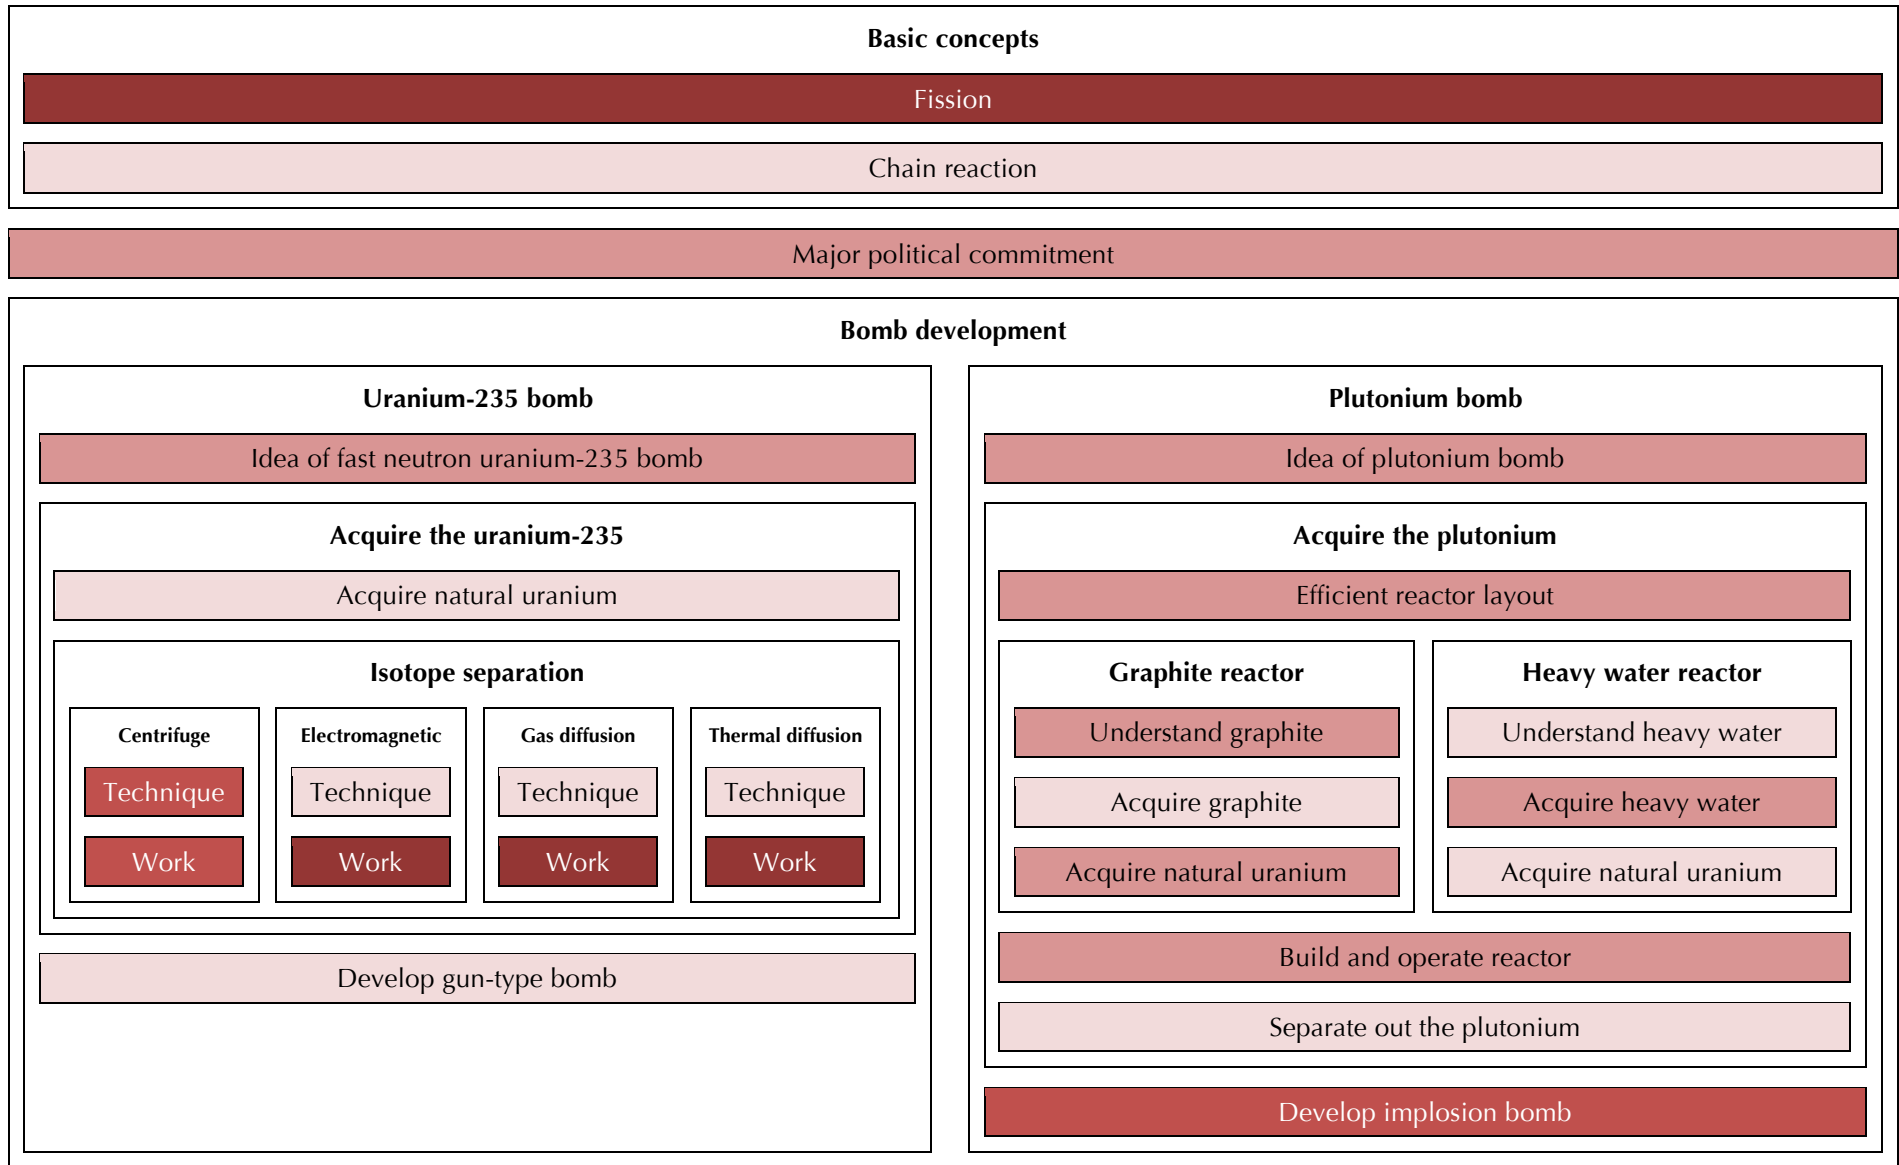 Basic concepts
Fission
Chain reaction
Major political commitment
Bomb development
Uranium-235 bomb
Idea of fast neutron uranium-235 bomb
Acquire the uranium-235
Acquire natural uranium
Isotope separation
Centrifuge
Technique
Work
Electromagnetic
Technique
Work
Gas diffusion
Technique
Work
Thermal diffusion
Technique
Work
Develop gun-type bomb
Plutonium bomb
Idea of plutonium bomb
Acquire the plutonium
Efficient reactor layout
Graphite reactor
Understand graphite
Acquire graphite
Acquire natural uranium
Heavy water reactor
Understand heavy water
Acquire heavy water
Acquire natural uranium
Build and operate reactor
Separate out the plutonium
Develop implosion bomb